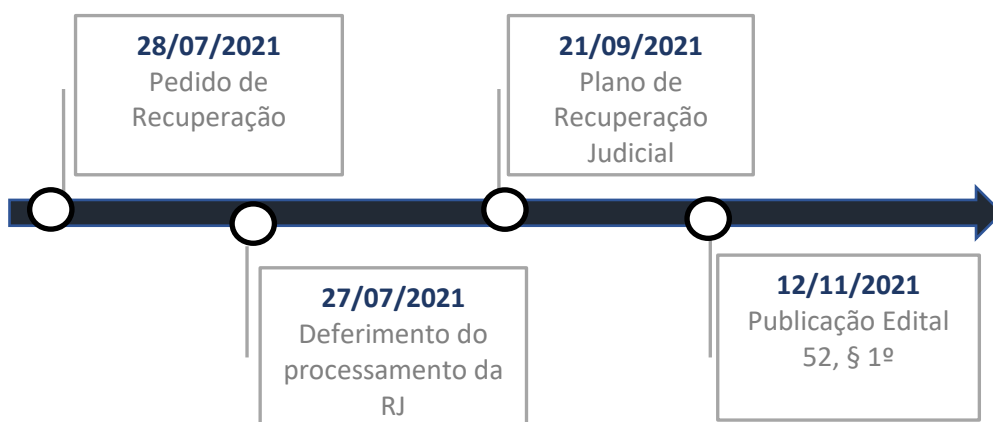 28/07/2021
Pedido de
Recuperação
27/07/2021
Deferimento do
processamento da
RJ
21/09/2021
Plano de
Recuperação
Judicial
12/11/2021
Publicação Edital
52, § 1º